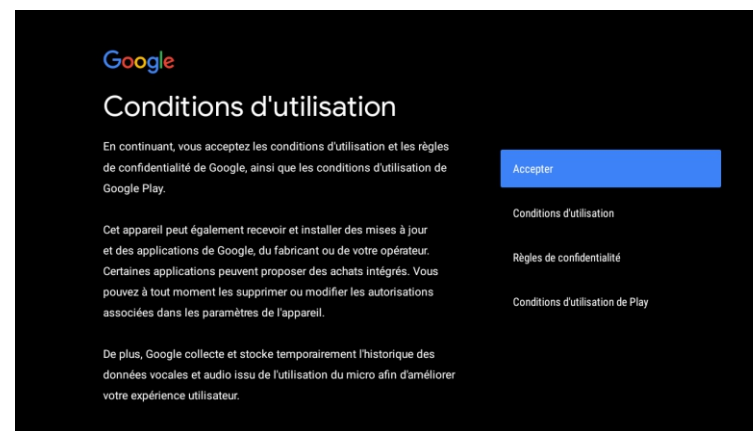 Google
Conditions d'utilisation
En continuant, vous acceptez les conditions d'utilisation et les règles
de confidentialité de Google, ainsi que les conditions d'utilisation de
Google Play.
Cet appareil peut également recevoir et installer des mises à jour
et des applications de Google, du fabricant ou de votre opérateur.
Certaines applications peuvent proposer des achats intégrés. Vous
pouvez à tout moment les supprimer ou modifier les autorisations
associées dans les paramètres de l'appareil.
De plus, Google collecte et stocke temporairement l'historique des
données vocales et audio issu de l'utilisation du micro afin d'améliorer
votre expérience utilisateur.
Accepter
Conditions d'utilisation
Règles de confidentialité
Conditions d'utilisation de Play